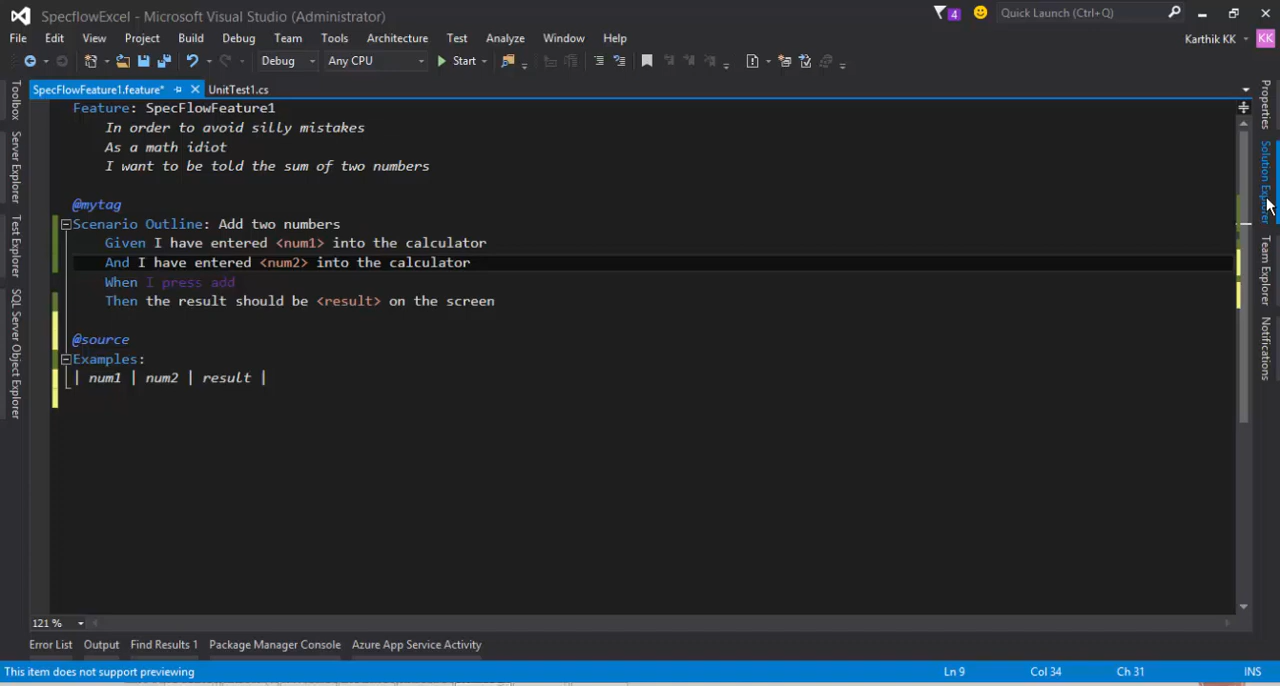 SpecflowExcel - Microsoft Visual Studio (Administrator)
4
Quick Launch (Ctrl+Q)
File Edit View Project Build Debug Team Tools Architecture Test Analyze Window Help
Karthik KK KK
Debug Any CPU Start
SpecFlowFeature1.feature* UnitTest1.cs
Toolbox
Server Explorer
Test Explorer
SQL Server Object Explorer
Feature: SpecFlowFeature1
In order to avoid silly mistakes
As a math idiot
I want to be told the sum of two numbers
@mytag
Scenario Outline: Add two numbers
Given I have entered <num1> into the calculator
And I have entered <num2> into the calculator
When I press add
Then the result should be <result> on the screen
@source
Examples:
| num1 | num2 | result |
Properties
Solution Explorer
Team Explorer
Notifications
121 %
Error List Output Find Results 1 Package Manager Console Azure App Service Activity
This item does not support previewing Ln 9 Col 34 Ch 31 INS